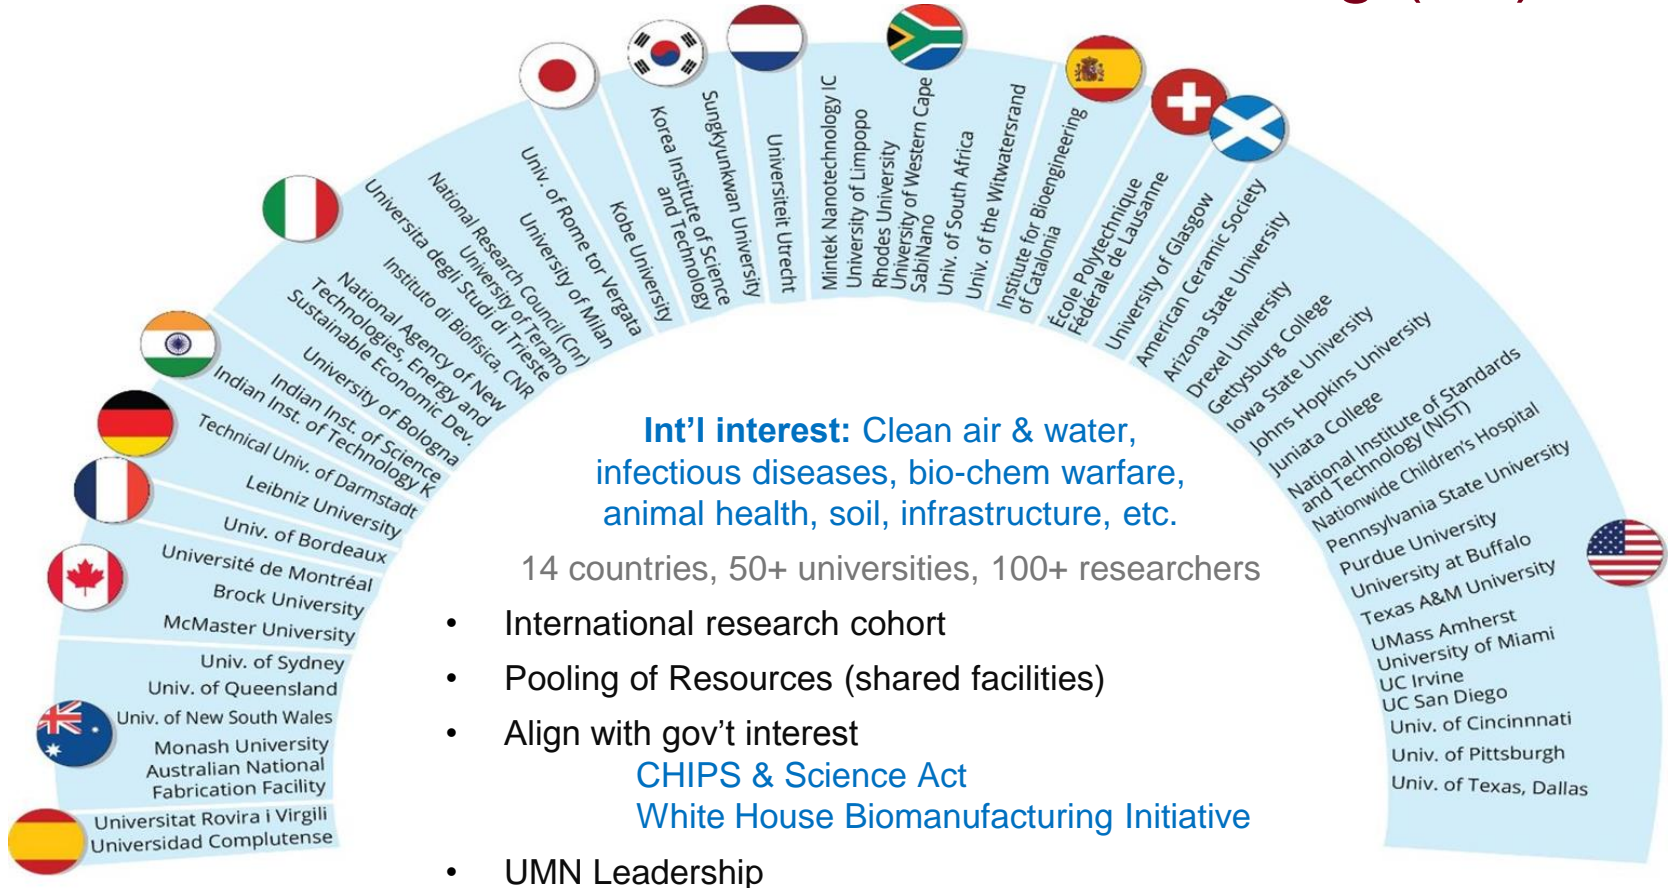 Universidad Complutense
Universitat Rovira i Virgili
Fabrication Facility
Australian National
Monash University
Univ. of New South Wales
Univ. of Queensland
Univ. of Sydney
McMaster University
Brock University
Université de Montréal
Univ. of Bordeaux
Leibniz University
Technical Univ. of Darmstadt
Indian Inst. of Technology K
Indian Inst. of Science
University of Bologna
National Agency of New
Technologies, Energy and
Sustainable Economic Dev.
Instituto di Biofisica, CNR
Universita degli Studi di Trieste
University of Teramo
National Research Council (Cnr)
University of Milan
Univ. of Rome tor Vergata
Kobe University
Korea Institute of Science
and Technology
Sungkyunkwan University
Universiteit Utrecht
Mintek Nanotechnology IC
University of Limpopo
Rhodes University
University of Western Cape
SabiNano
Univ. of South Africa
Univ. of the Witwatersrand
Institute for Bioengineering
of Catalonia
École Polytechnique
Fédérale de Lausanne
University of Glasgow
American Ceramic Society
Arizona State University
Drexel University
Gettysburg College
Iowa State University
Johns Hopkins University
Juniata College
National Institute of Standards
and Technology (NIST)
Nationwide Children's Hospital
Pennsylvania State University
Purdue University
University at Buffalo
Texas A&M University
UMass Amherst
University of Miami
UC Irvine
UC San Diego
Univ. of Cincinnnati
Univ. of Pittsburgh
Univ. of Texas, Dallas
Int'l interest: Clean air & water,
infectious diseases, bio-chem warfare,
animal health, soil, infrastructure, etc.
14 countries, 50+ universities, 100+ researchers
• International research cohort
• Pooling of Resources (shared facilities)
• Align with gov't interest
CHIPS & Science Act
White House Biomanufacturing Initiative
• UMN Leadership